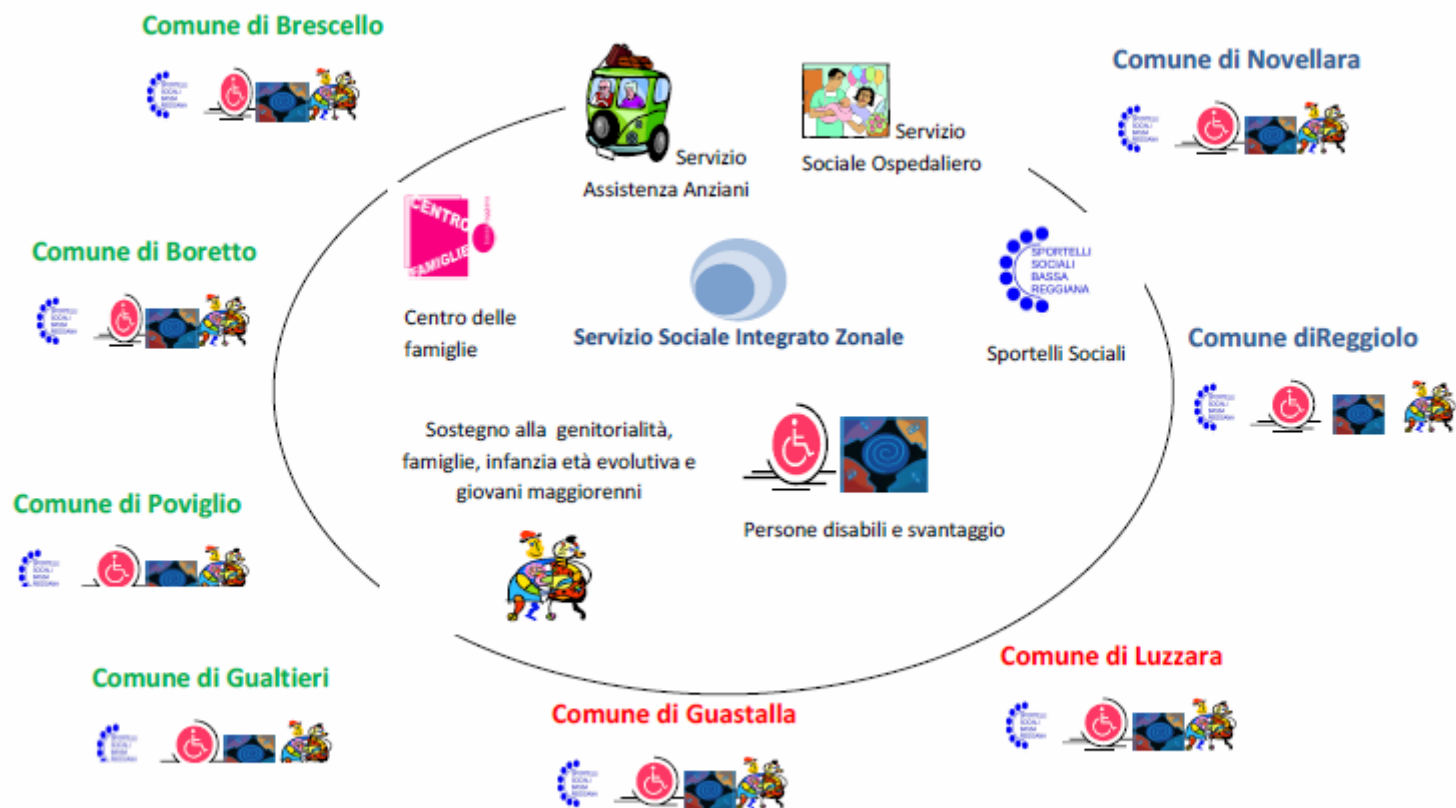 Comune di Brescello
Comune di Novellara
Servizio
Assistenza Anziani
Servizio
Sociale Ospedaliero
CENTRO
FAMIGLIE
Centro delle
famiglie
Comune di Boretto
Servizio Sociale Integrato Zonale
SPORTELLI
SOCIALI
BASSA
REGGIANA
Sportelli Sociali
Comune diReggiolo
Sostegno alla genitorialità,
famiglie, infanzia età evolutiva e
giovani maggiorenni
Persone disabili e svantaggio
Comune di Poviglio
Comune di Gualtieri
Comune di Guastalla
Comune di Luzzara